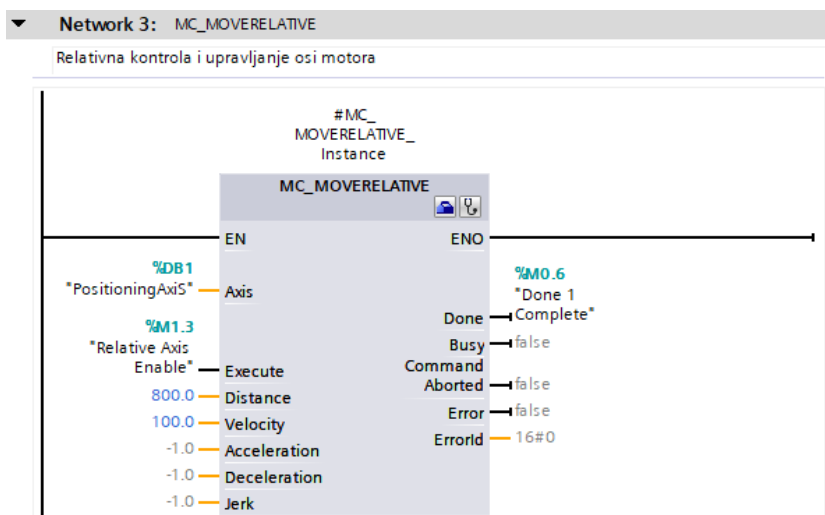 Network 3: MC_MOVERELATIVE
Relativna kontrola i upravljanje osi motora
#MC_
MOVERELATIVE_
Instance
MC_MOVERELATIVE
EN ENO
%DB1
"PositioningAxiS" Axis
%M0.6
"Done 1
Done Complete"
%M1.3
"Relative Axis
Enable" Execute
Busy false
Command
Aborted false
800.0 Distance
Error false
100.0 Velocity
ErrorId 16#0
-1.0 Acceleration
-1.0 Deceleration
-1.0 Jerk